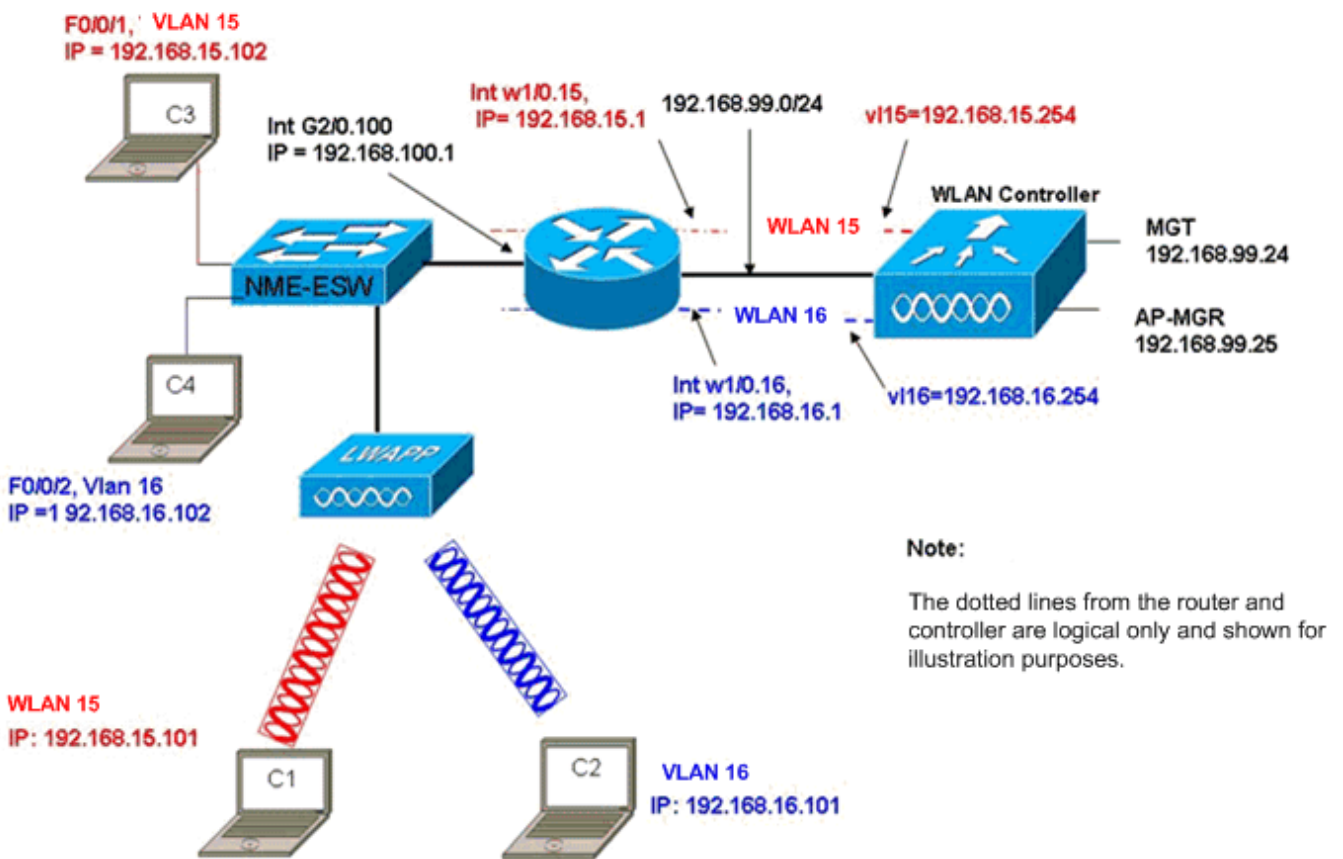 F0/0/1, VLAN 15
IP = 192.168.15.102
C3
Int G2/0.100
IP = 192.168.100.1
Int w1/0.15,
IP= 192.168.15.1
192.168.99.0/24
vl15=192.168.15.254
WLAN Controller
WLAN 15
MGT
192.168.99.24
NME-ESW
WLAN 16
AP-MGR
192.168.99.25
C4
Int w1/0.16,
IP= 192.168.16.1
vl16=192.168.16.254
LWAPP
F0/0/2, Vlan 16
IP =1 92.168.16.102
Note:
The dotted lines from the router and
controller are logical only and shown for
illustration purposes.
WLAN 15
IP: 192.168.15.101
C1
C2
VLAN 16
IP: 192.168.16.101